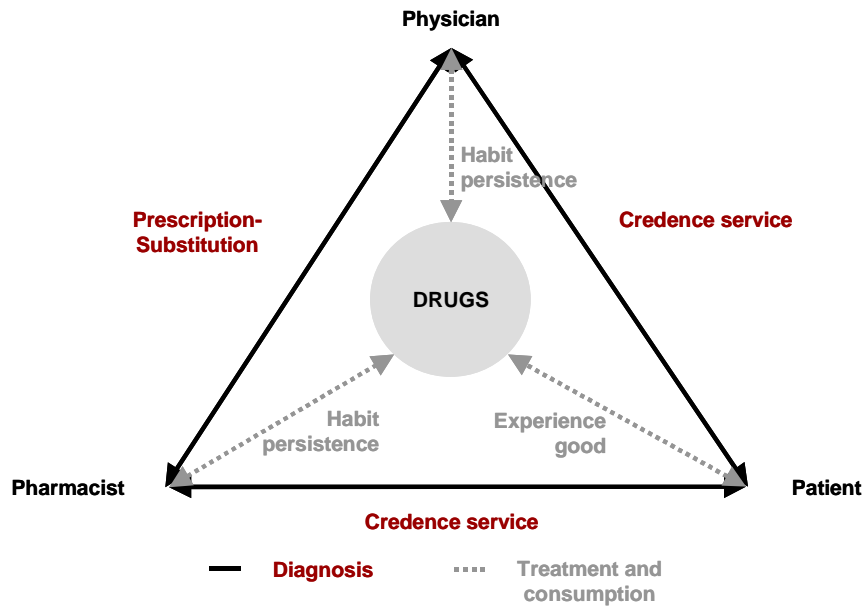 Physician
Habit
persistence
Prescription-
Substitution
Credence service
DRUGS
Habit
persistence
Experience
good
Pharmacist
Patient
Credence service
Diagnosis
Treatment and
consumption